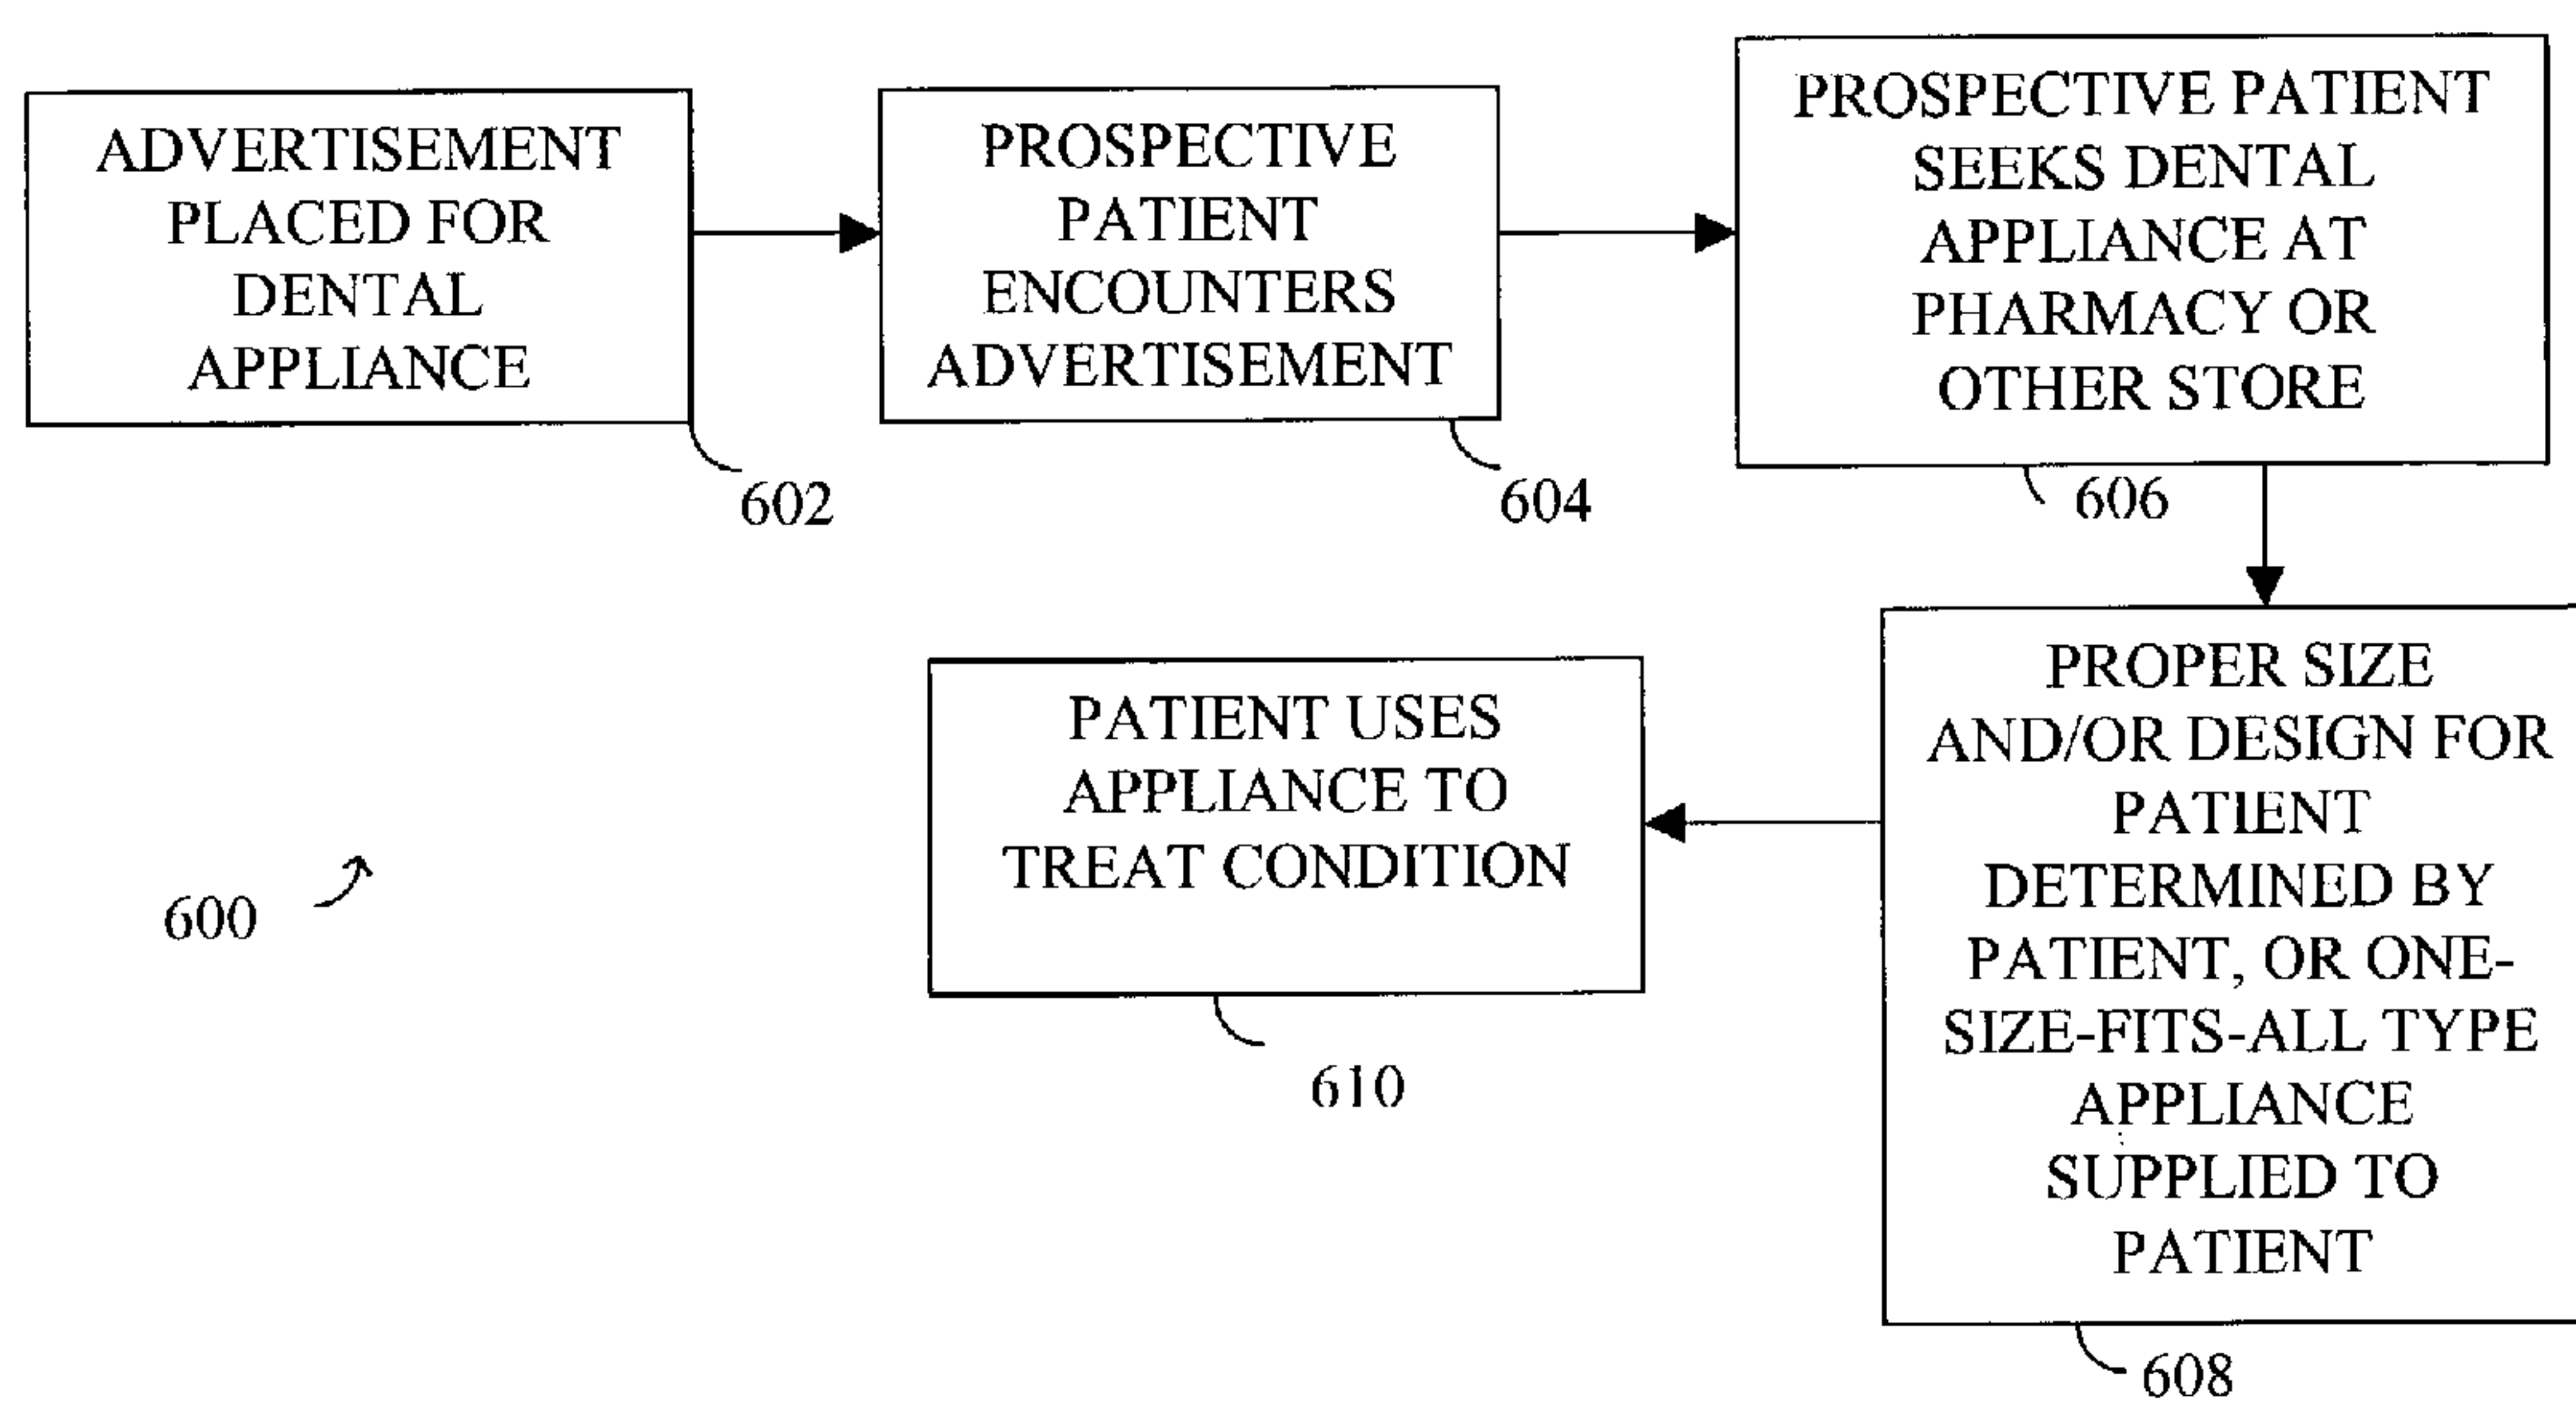 ADVERTISEMENT
PLACED FOR
DENTAL
APPLIANCE
602
PROSPECTIVE
PATIENT
ENCOUNTERS
ADVERTISEMENT
604
PROSPECTIVE PATIENT
SEEKS DENTAL
APPLIANCE AT
PHARMACY OR
OTHER STORE
606
PROPER SIZE
AND/OR DESIGN FOR
PATIENT
DETERMINED BY
PATIENT, OR ONE-
SIZE-FITS-ALL TYPE
APPLIANCE
SUPPLIED TO
PATIENT
608
PATIENT USES
APPLIANCE TO
TREAT CONDITION
610
600